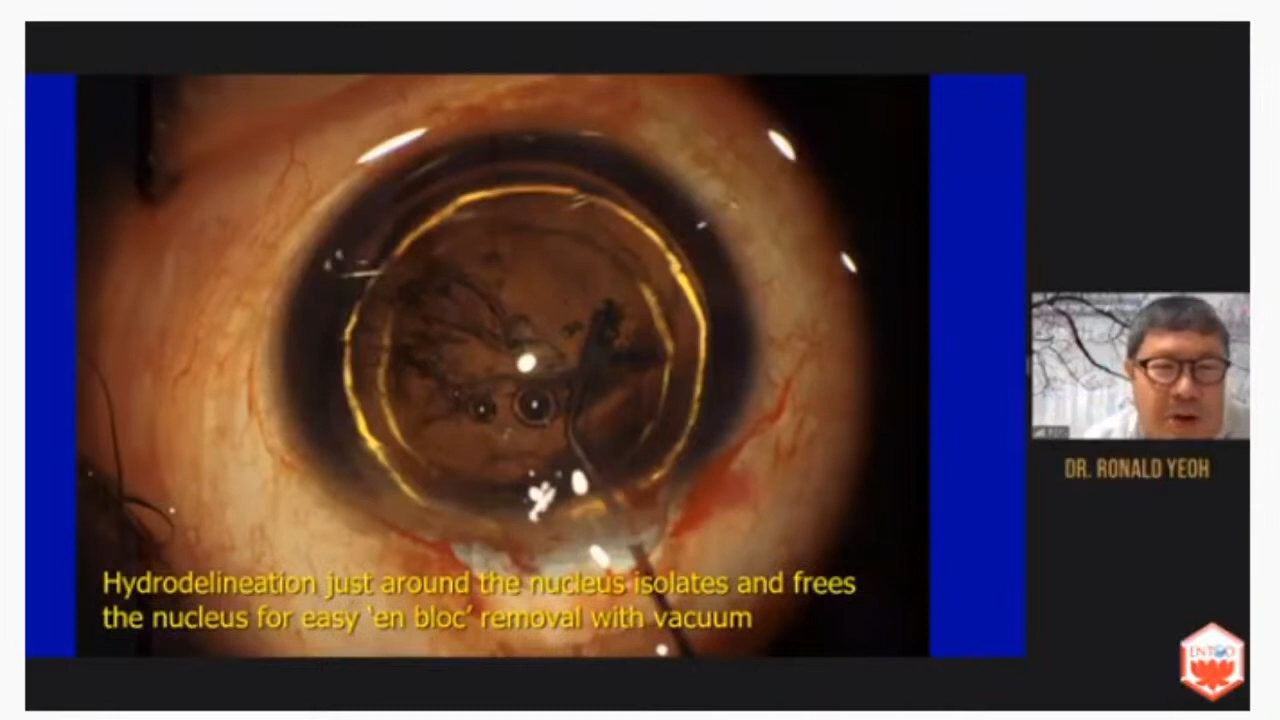 Hydrodelineation just around the nucleus isolates and frees
the nucleus for easy ‘en bloc’ removal with vacuum
DR. RONALD YEOH